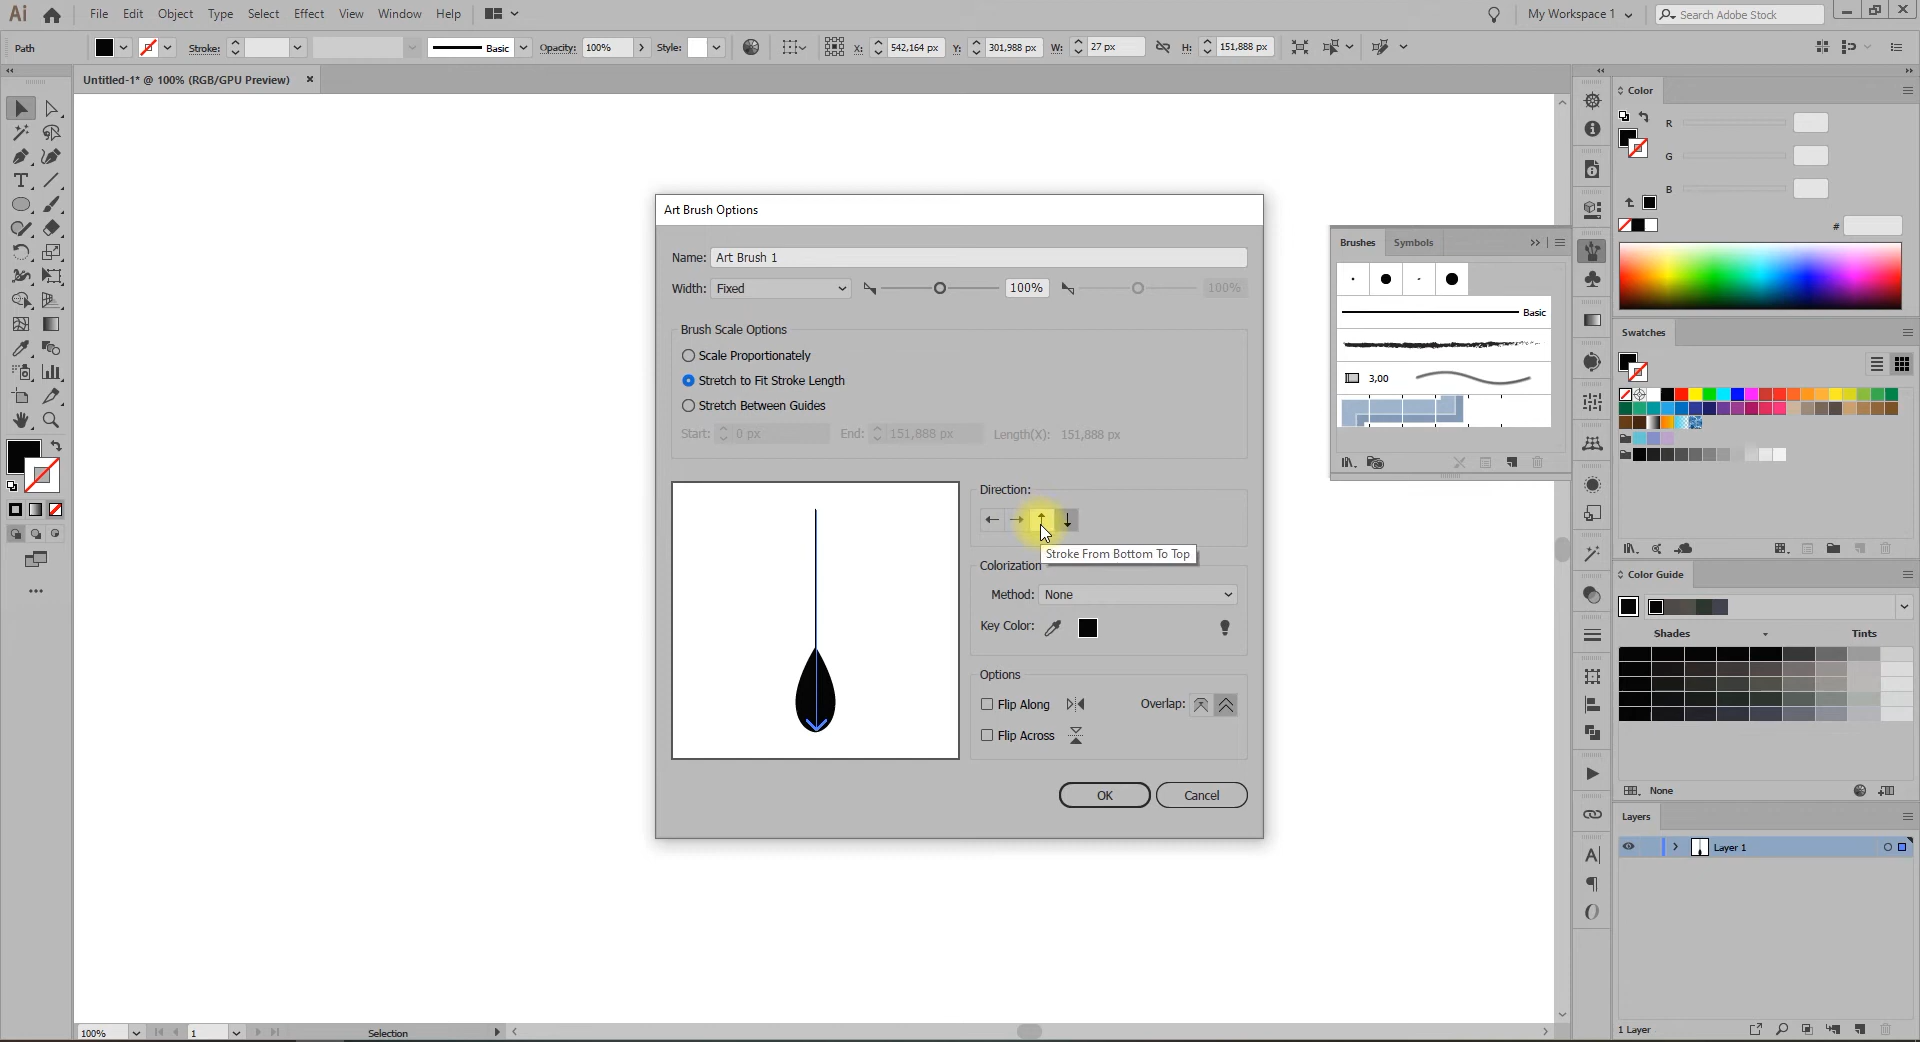 Ai File Edit Object Type Select Effect View Window Help My Workspace 1 Search Adobe Stock
Path Stroke: Basic Opacity: 100% Style: X: 542,164 px Y: 301,988 px W: 27 px H: 151,888 px
Untitled-1* @ 100% (RGB/GPU Preview)
Color
R
G
B
#
Art Brush Options
Name: Art Brush 1
Width: Fixed 100% 100%
Brush Scale Options
Scale Proportionately
Stretch to Fit Stroke Length
Stretch Between Guides
Start: 0 px End: 151,888 px Length(X): 151,888 px
Direction:
Stroke From Bottom To Top
Colorization
Method: None
Key Color:
Options
Flip Along Overlap:
Flip Across
OK Cancel
Brushes Symbols
Basic
3,00
Swatches
Color Guide
Shades Tints
None
Layers
Layer 1
1 Layer
100% 1 Selection